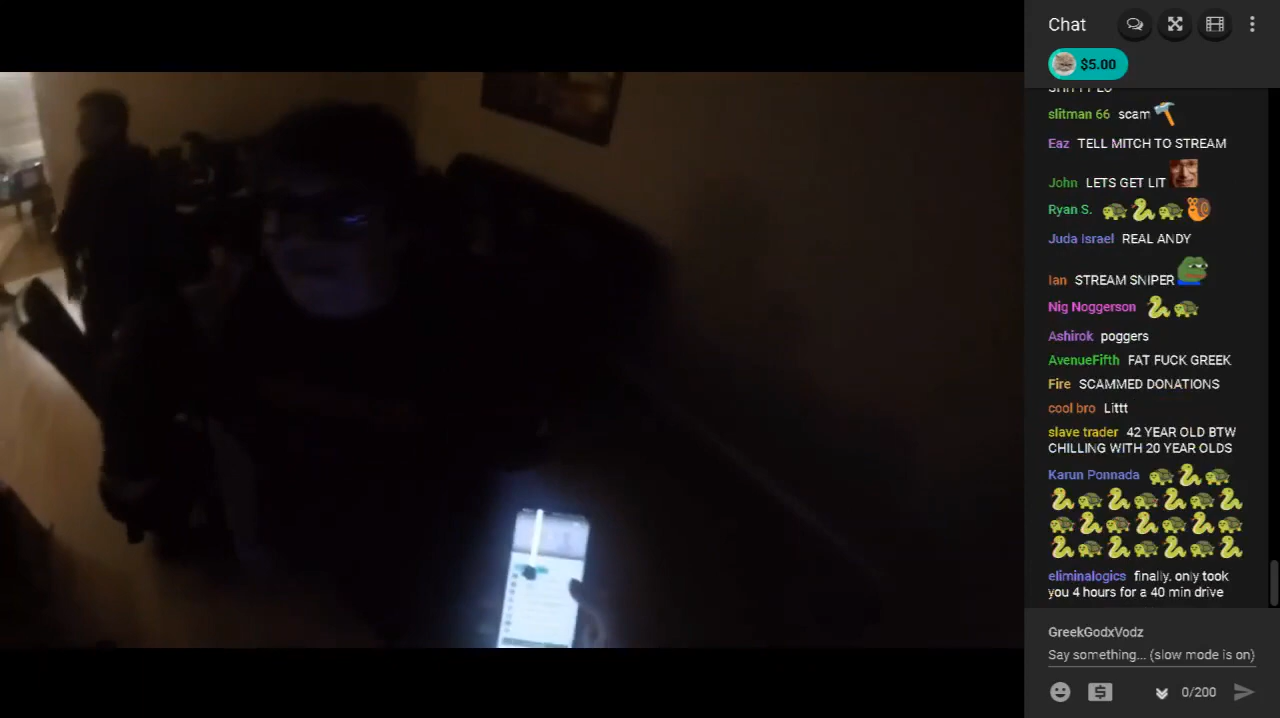 Chat
$5.00
slitman 66 scam
Eaz TELL MITCH TO STREAM
John LETS GET LIT
Ryan S.
Juda Israel REAL ANDY
Ian STREAM SNIPER
Nig Noggerson
Ashirok poggers
AvenueFifth FAT FUCK GREEK
Fire SCAMMED DONATIONS
cool bro Littt
slave trader 42 YEAR OLD BTW
CHILLING WITH 20 YEAR OLDS
Karun Ponnada
eliminalogics finally. only took
you 4 hours for a 40 min drive
GreekGodxVodz
Say something... (slow mode is on)
0/200